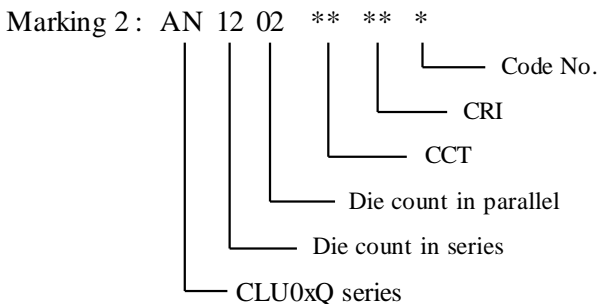 Marking 2 : AN 12 02 ** ** *
Code No.
CRI
CCT
Die count in parallel
Die count in series
CLU0xQ series